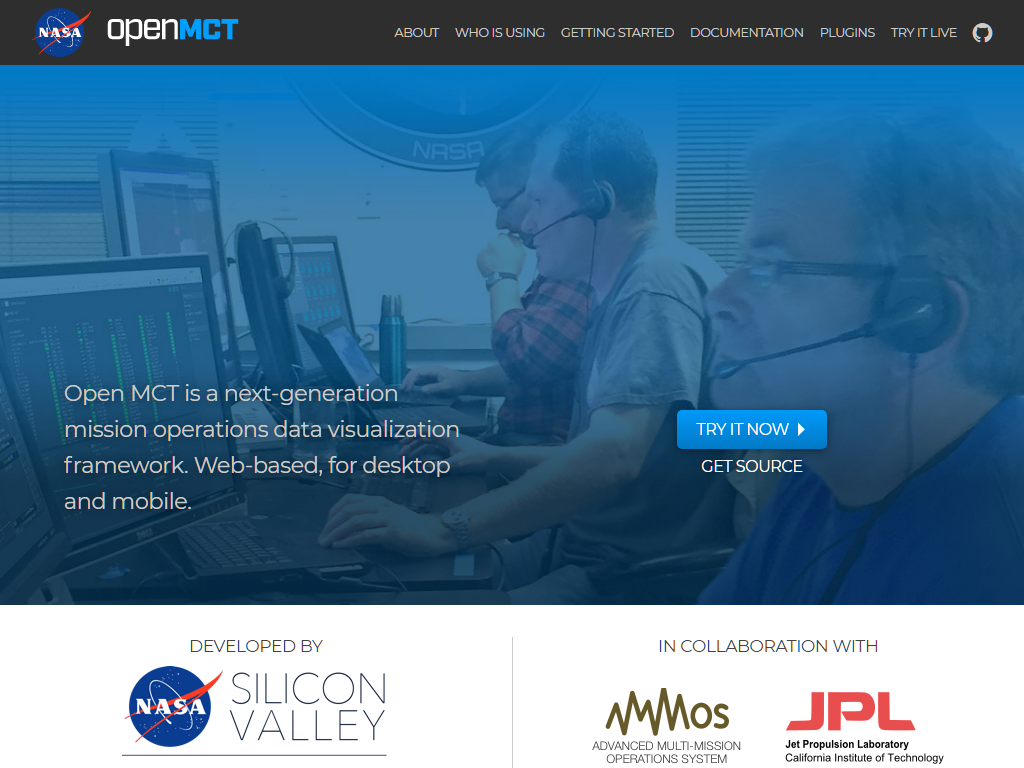 NASA openMCT
ABOUT WHO IS USING GETTING STARTED DOCUMENTATION PLUGINS TRY IT LIVE
NASA
Open MCT is a next-generation
mission operations data visualization
framework. Web-based, for desktop
and mobile.
TRY IT NOW
GET SOURCE
DEVELOPED BY
NASA SILICON
VALLEY
IN COLLABORATION WITH
AMMOS
ADVANCED MULTI-MISSION
OPERATIONS SYSTEM
JPL
Jet Propulsion Laboratory
California Institute of Technology